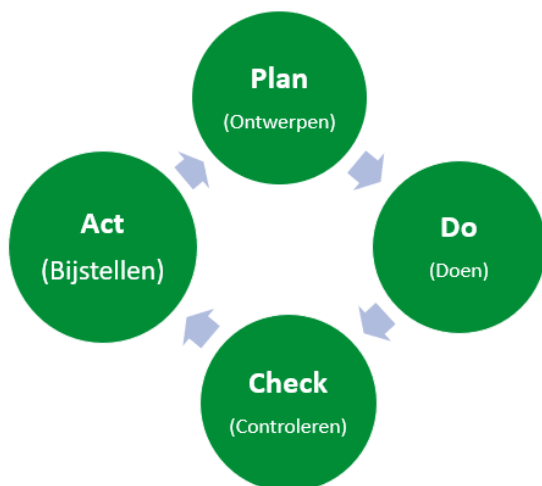 Plan
(Ontwerpen)
Do
(Doen)
Check
(Controleren)
Act
(Bijstellen)